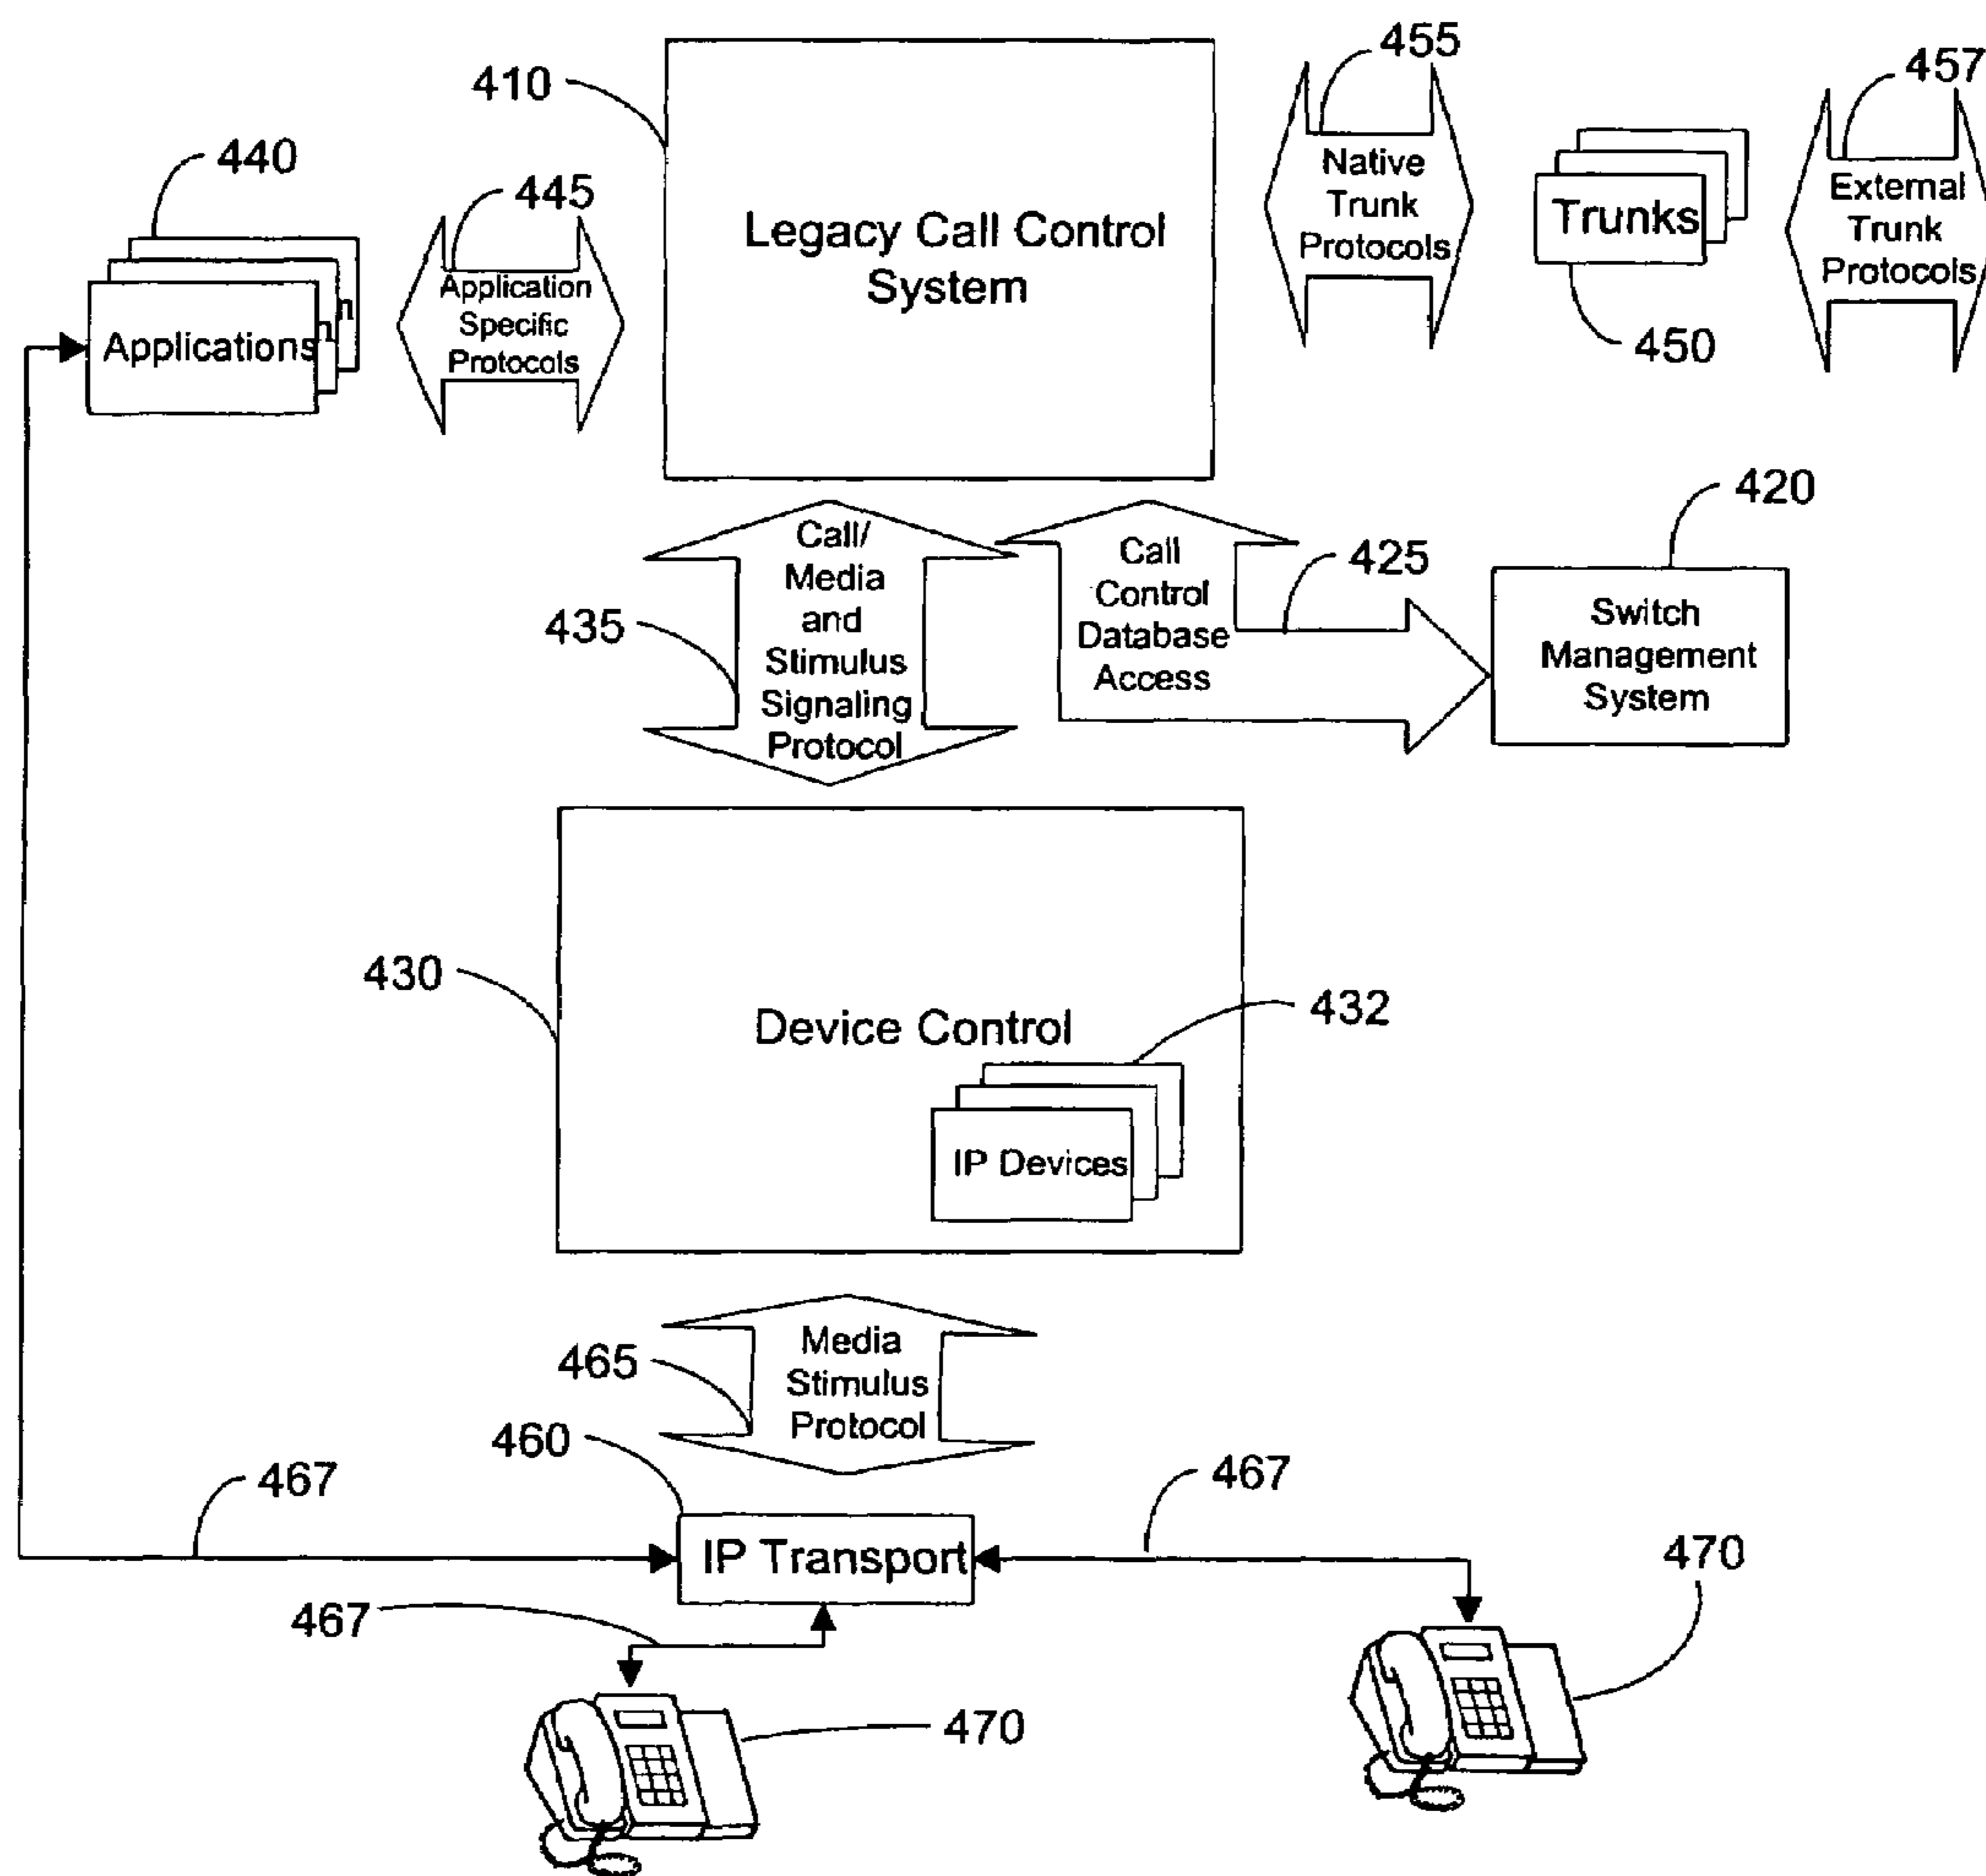 455
457
410
440
445
Native
Trunk
Protocols
Trunks
External
Trunk
Protocols
Legacy Call Control
System
Application
Specific
Protocols
Applications
n
n
450
420
Call/
Media
and
Stimulus
Signaling
Protocol
435
Call
Control
Database
Access
425
Switch
Management
System
430
432
Device Control
IP Devices
Media
Stimulus
Protocol
465
460
467
467
IP Transport
470
467
470